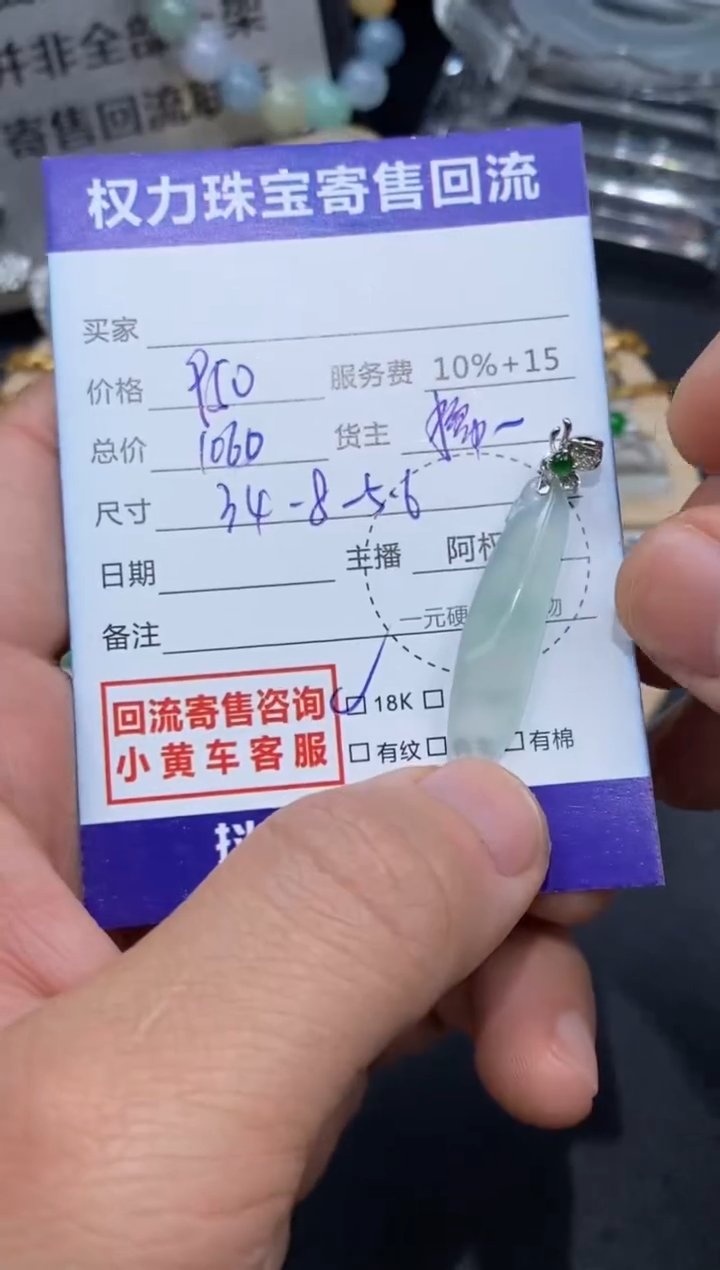 并非全部
寄售回流
权力珠宝寄售回流
买家
价格 950 服务费 10%+15
总价 1060 货主
尺寸 34-8-5.6
日期 主播 阿
备注 一元硬 物
回流寄售咨询 18K
小黄车客服 有纹 有棉